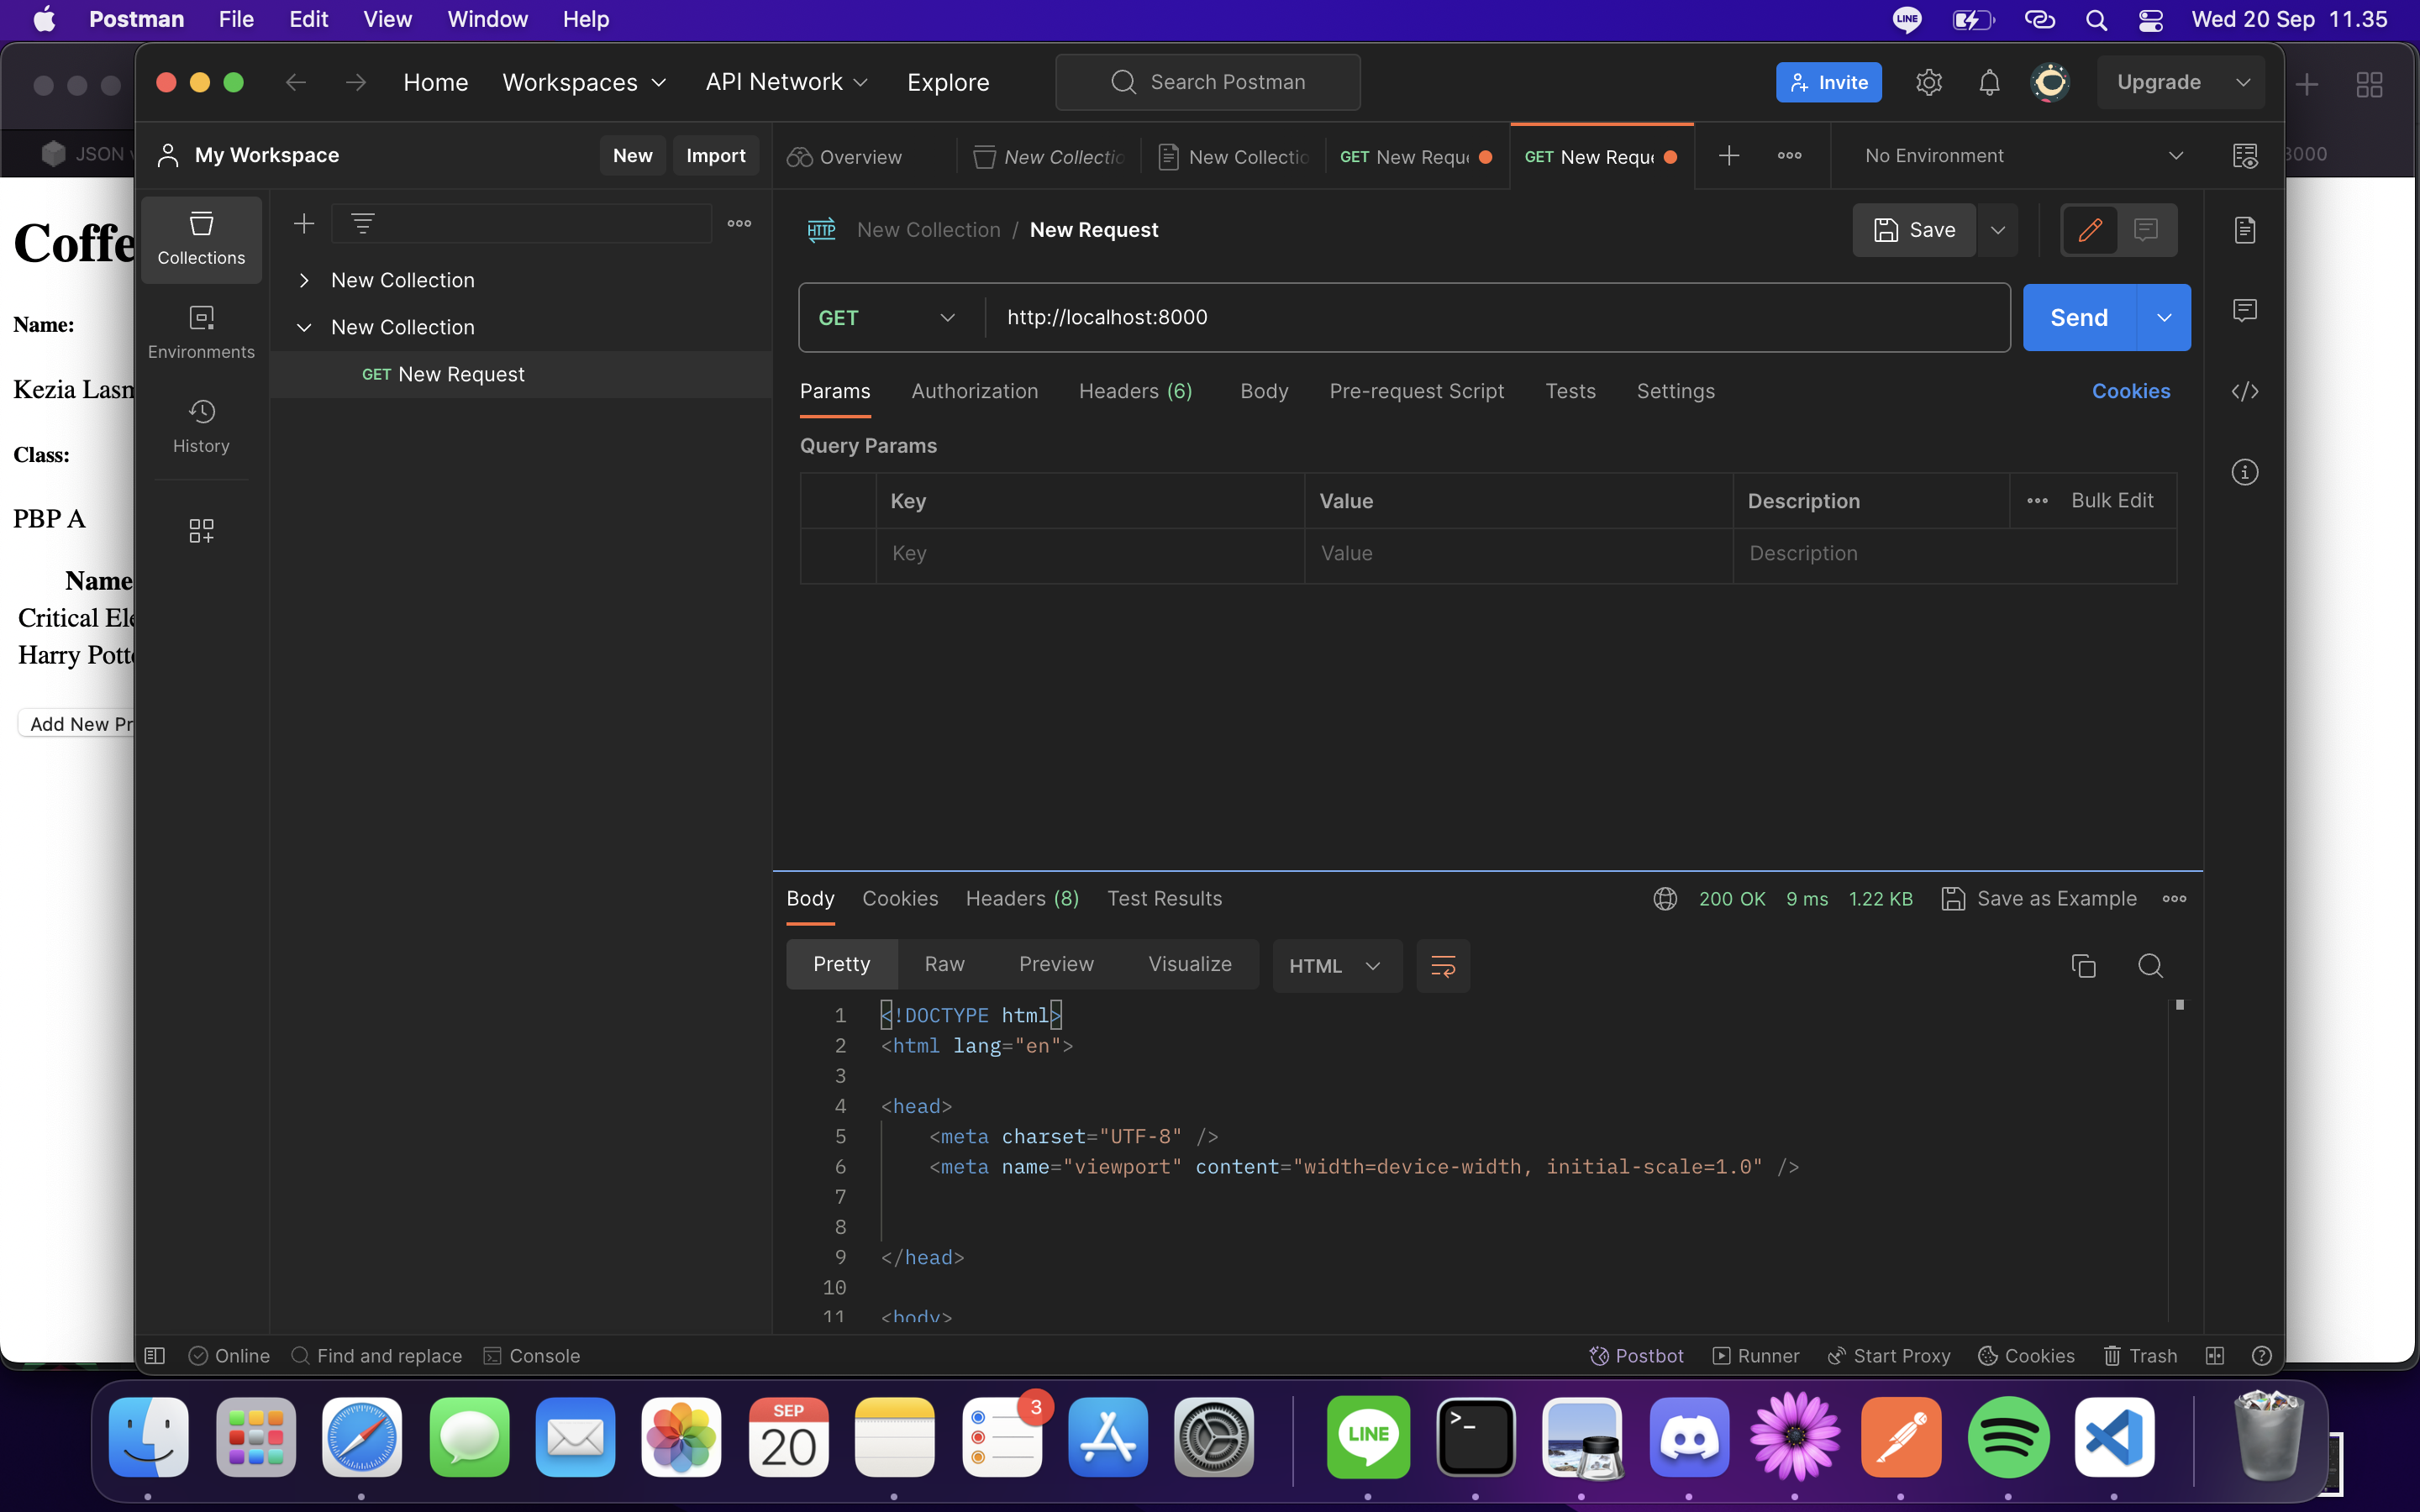 Postman File Edit View Window Help LINE Wed 20 Sep 11.35
Home Workspaces API Network Explore Search Postman Invite Upgrade
JSON
My Workspace New Import Overview New Collectio New Collectio GET New Reque GET New Reque No Environment 8000
Coffe
Name:
Kezia Lasm
Class:
PBP A
Name
Critical Ele
Harry Potte
Add New Pr
Collections
Environments
History
New Collection
New Collection
GET New Request
HTTP New Collection / New Request Save
GET http://localhost:8000 Send
Params Authorization Headers (6) Body Pre-request Script Tests Settings Cookies
Query Params
Key Value Description Bulk Edit
Key Value Description
Body Cookies Headers (8) Test Results 200 OK 9 ms 1.22 KB Save as Example
Pretty Raw Preview Visualize HTML
1 <!DOCTYPE html>
2 <html lang="en">
3
4 <head>
5 <meta charset="UTF-8" />
6 <meta name="viewport" content="width=device-width, initial-scale=1.0" />
7
8
9 </head>
10
11 <body>
Online Find and replace Console Postbot Runner Start Proxy Cookies Trash
SEP
20
3
LINE
>_